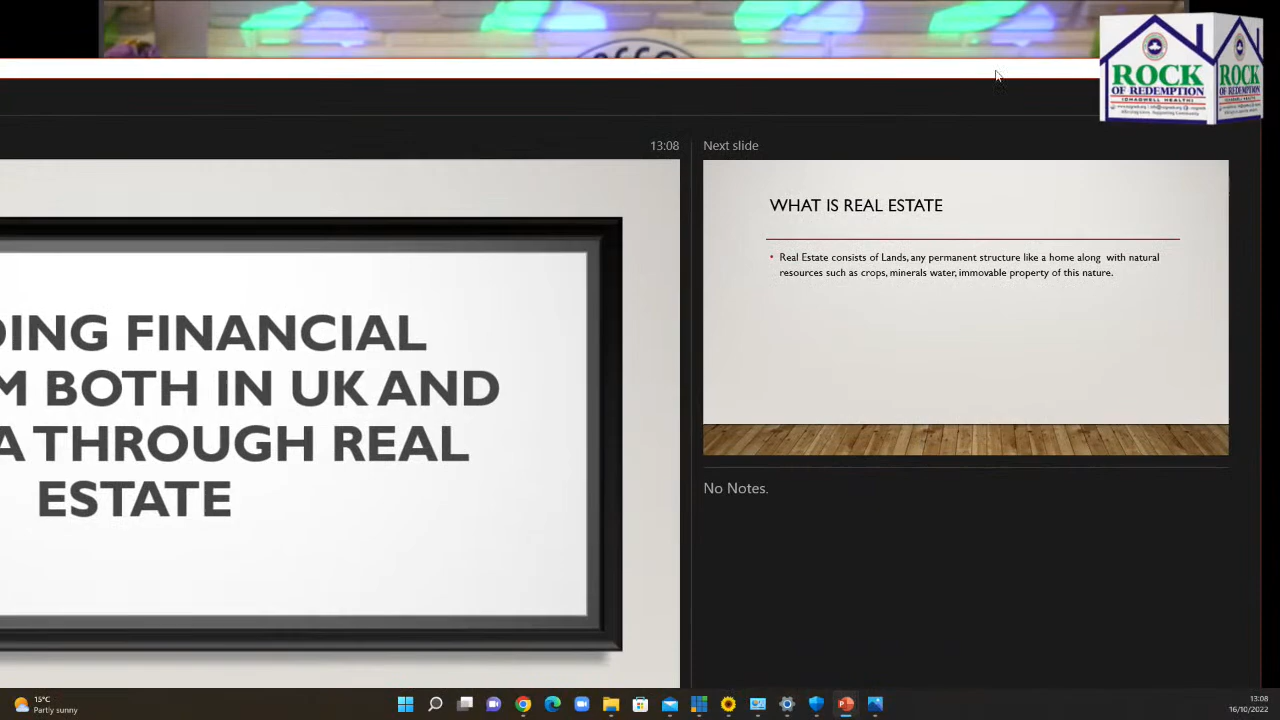 ROCK
OF REDEMPTION
(CHADWELL HEALTH)
ROCK
OF REDEMPTION
13:08
Next slide
WHAT IS REAL ESTATE
• Real Estate consists of Lands, any permanent structure like a home along with natural
resources such as crops, minerals water, immovable property of this nature.
DING FINANCIAL
M BOTH IN UK AND
A THROUGH REAL
ESTATE
No Notes.
15°C
Partly sunny
13:08
16/10/2022